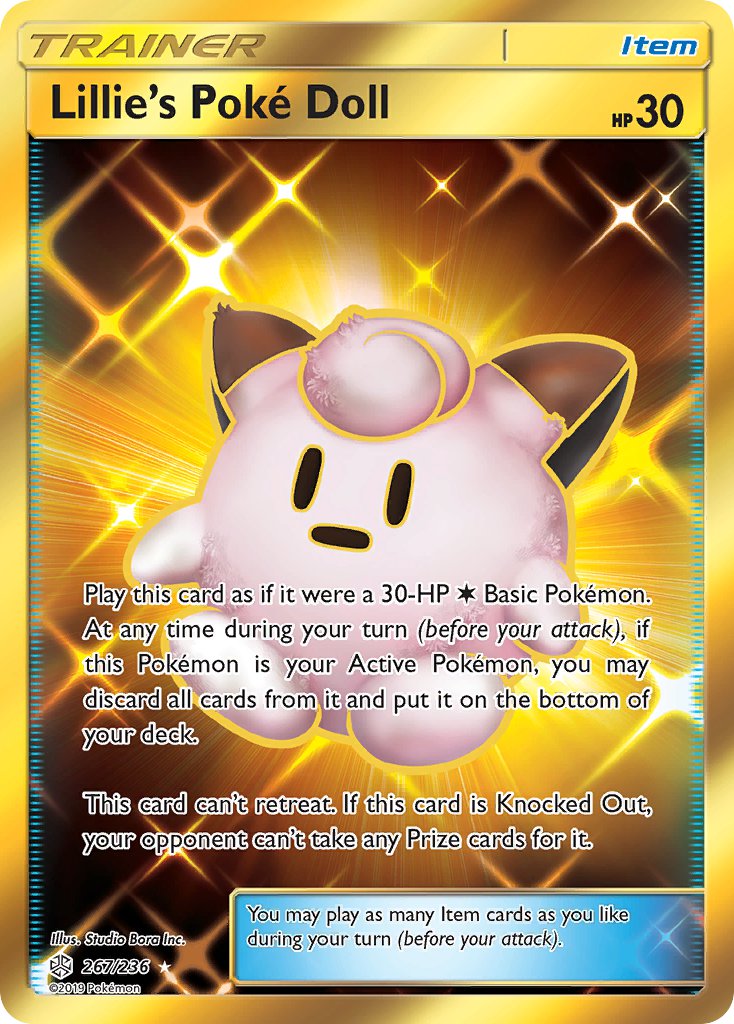 TRAINER
Item
Lillie's Poké Doll
HP 30
Play this card as if it were a 30-HP Basic Pokémon.
At any time during your turn (before your attack), if
this Pokémon is your Active Pokémon, you may
discard all cards from it and put it on the bottom of
your deck.
This card can't retreat. If this card is Knocked Out,
your opponent can't take any Prize cards for it.
You may play as many Item cards as you like
during your turn (before your attack).
Illus. Studio Bora Inc.
267/236
©2019 Pokémon